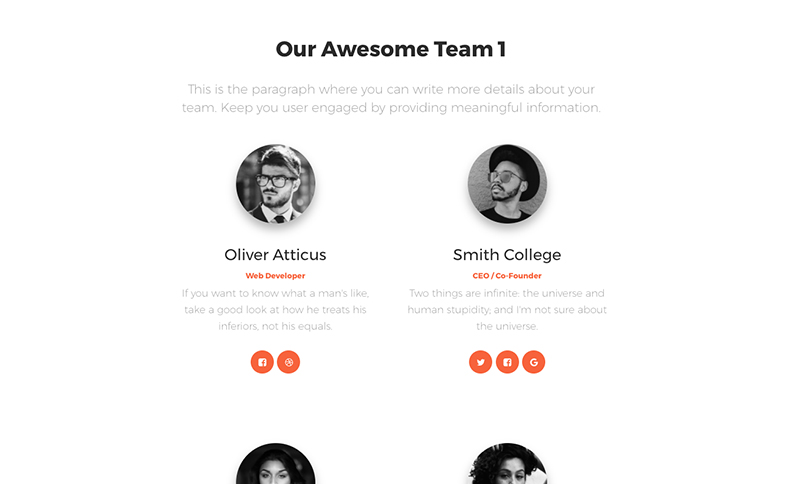 Our Awesome Team 1
This is the paragraph where you can write more details about your
team. Keep you user engaged by providing meaningful information.
Oliver Atticus
Web Developer
If you want to know what a man's like,
take a good look at how he treats his
inferiors, not his equals.
Smith College
CEO / Co-Founder
Two things are infinite: the universe and
human stupidity; and I'm not sure about
the universe.